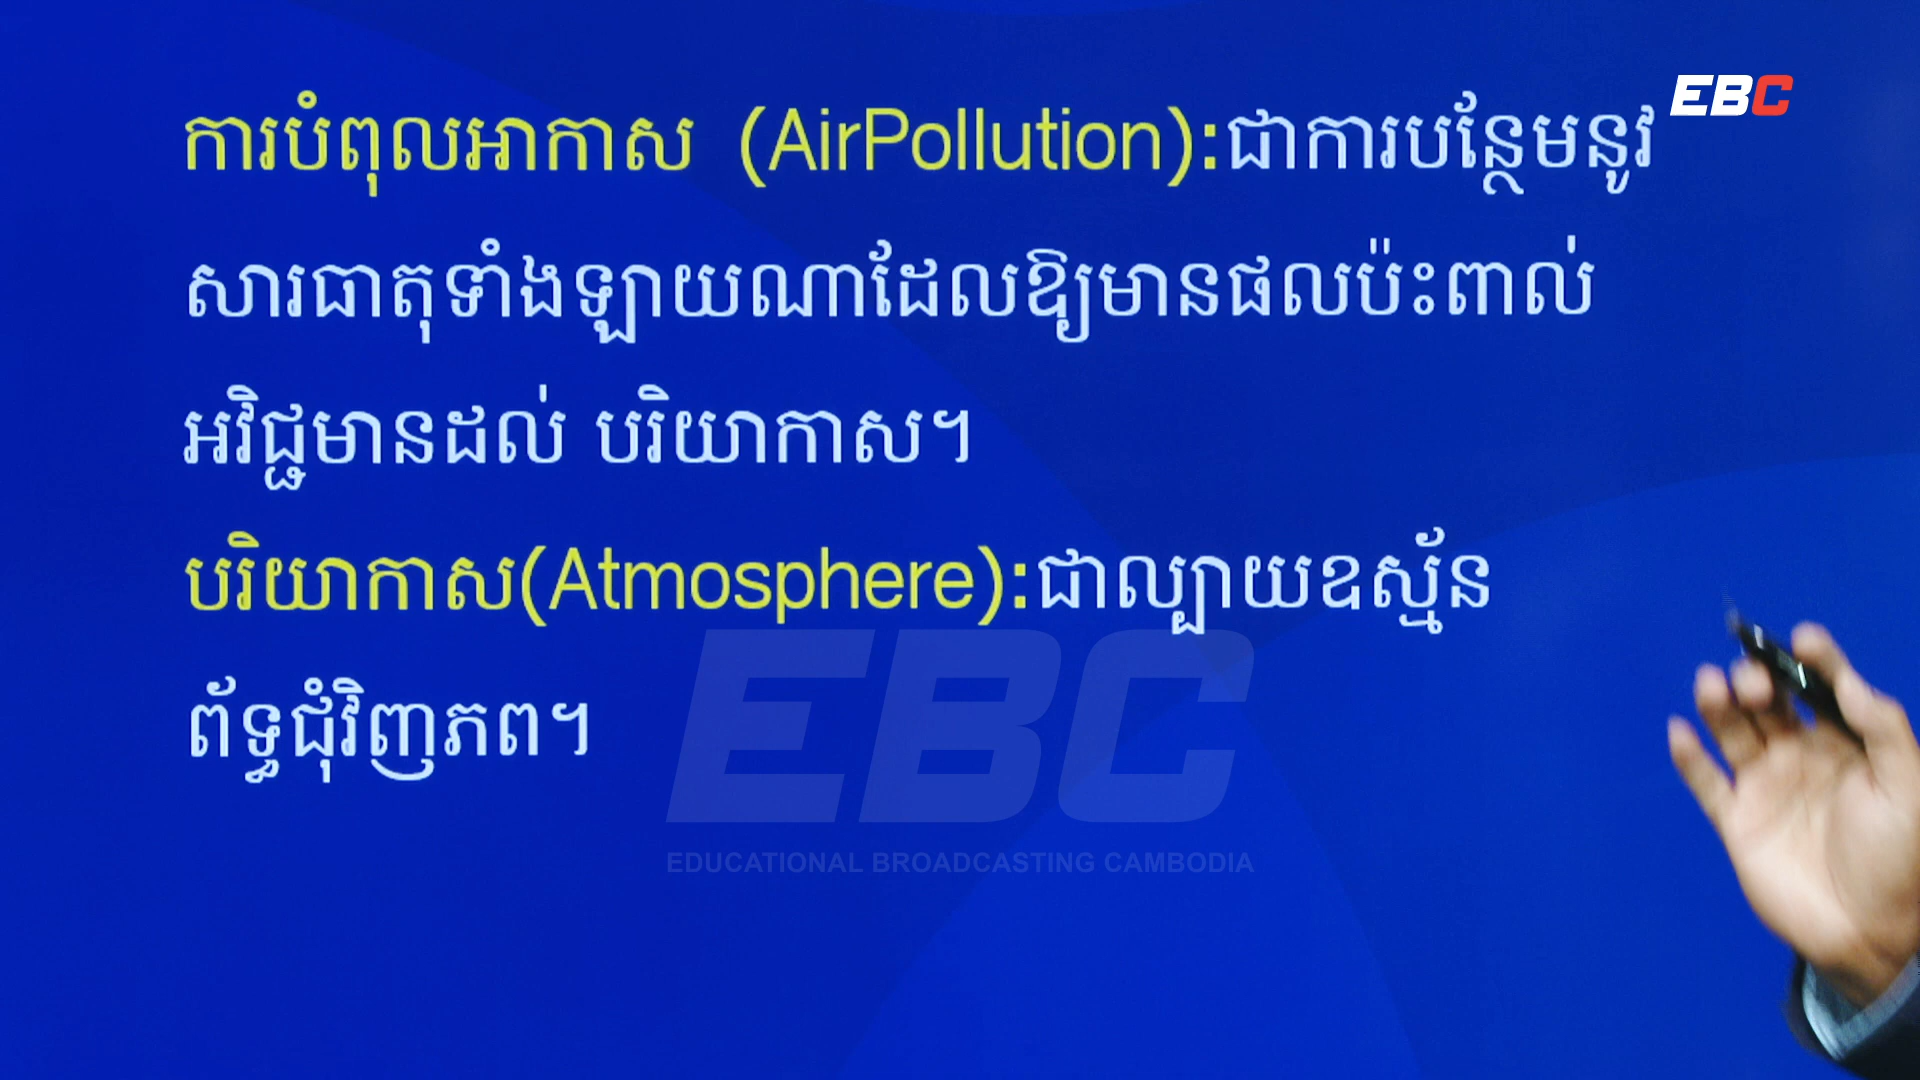 EBC
ការបំពុលអាកាស (AirPollution):ជាការបន្ថែមនូវ
សារធាតុទាំងឡាយណាដែលឱ្យមានផលប៉ះពាល់
អវិជ្ជមានដល់ បរិយាកាស។
បរិយាកាស(Atmosphere):ជាល្បាយឧស្ម័ន
ព័ទ្ធជុំវិញភព។
EBC
EDUCATIONAL BROADCASTING CAMBODIA